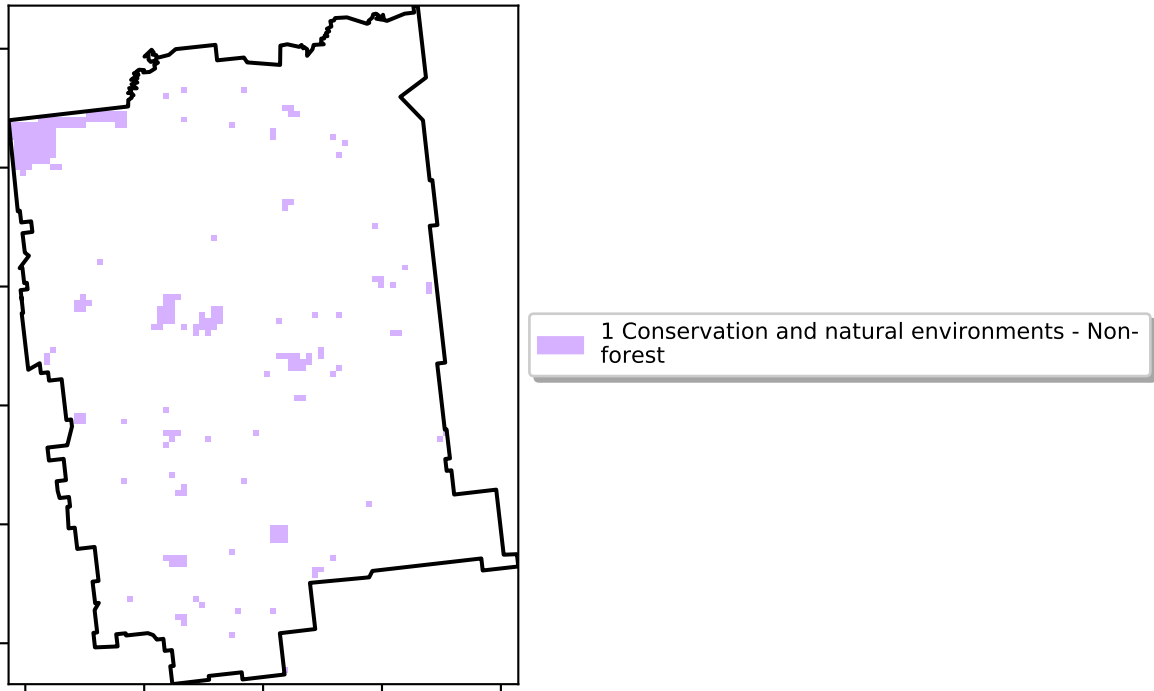 1 Conservation and natural environments - Non-
forest